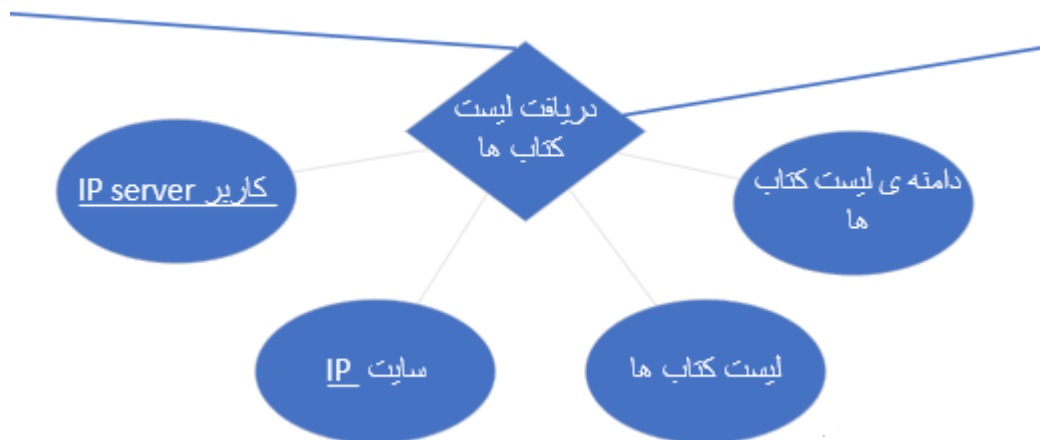 دریافت لیست
کتاب ها
دامنه ی لیست کتاب
ها
کاربر IP server
لیست کتاب ها
سایت IP